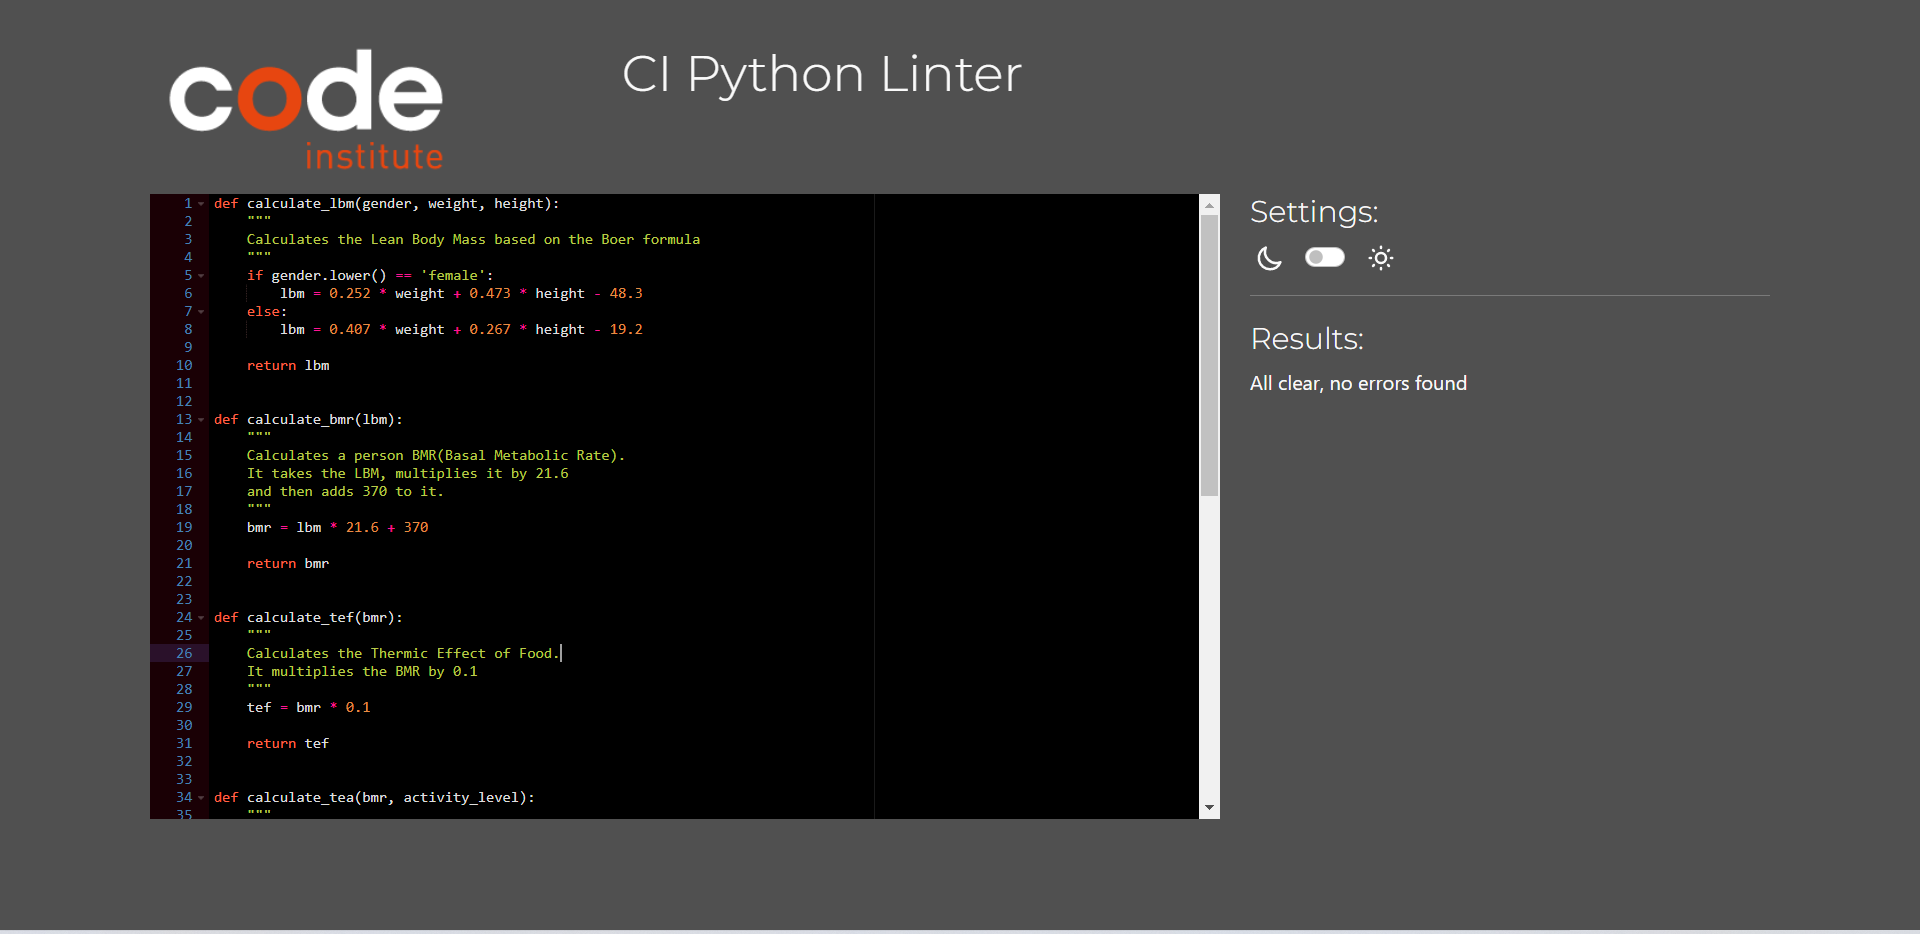 code
institute
CI Python Linter
1 def calculate_lbm(gender, weight, height):
2     """
3     Calculates the Lean Body Mass based on the Boer formula
4     """
5     if gender.lower() == 'female':
6         lbm = 0.252 * weight + 0.473 * height - 48.3
7     else:
8         lbm = 0.407 * weight + 0.267 * height - 19.2
9
10     return lbm
11
12
13 def calculate_bmr(lbm):
14     """
15     Calculates a person BMR(Basal Metabolic Rate).
16     It takes the LBM, multiplies it by 21.6
17     and then adds 370 to it.
18     """
19     bmr = lbm * 21.6 + 370
20
21     return bmr
22
23
24 def calculate_tef(bmr):
25     """
26     Calculates the Thermic Effect of Food.
27     It multiplies the BMR by 0.1
28     """
29     tef = bmr * 0.1
30
31     return tef
32
33
34 def calculate_tea(bmr, activity_level):
35     """
Settings:
Results:
All clear, no errors found